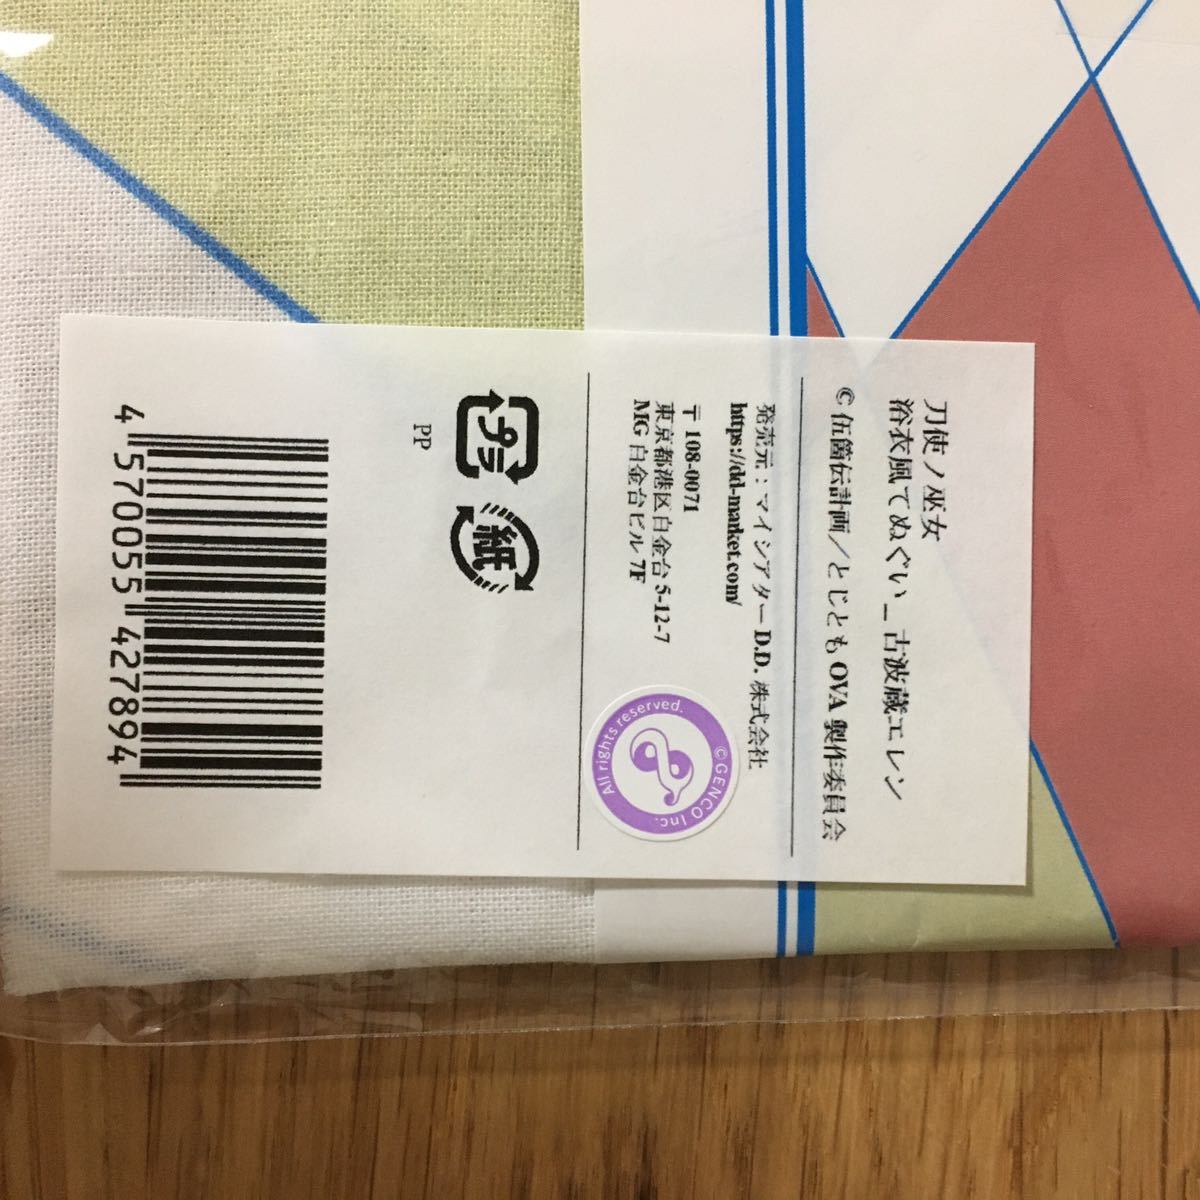 刀使ノ巫女
浴衣風てぬぐい_古波蔵エレン
© 伍箇伝計画／とじとも OVA 製作委員会
発売元：マイシアター D.D. 株式会社
https://dd-market.com/
〒108-0071
東京都港区白金台 5-12-7
MG 白金台ビル 7F
©GENCO Inc.
All rights reserved.
プラ
紙
PP
4 570055 427894